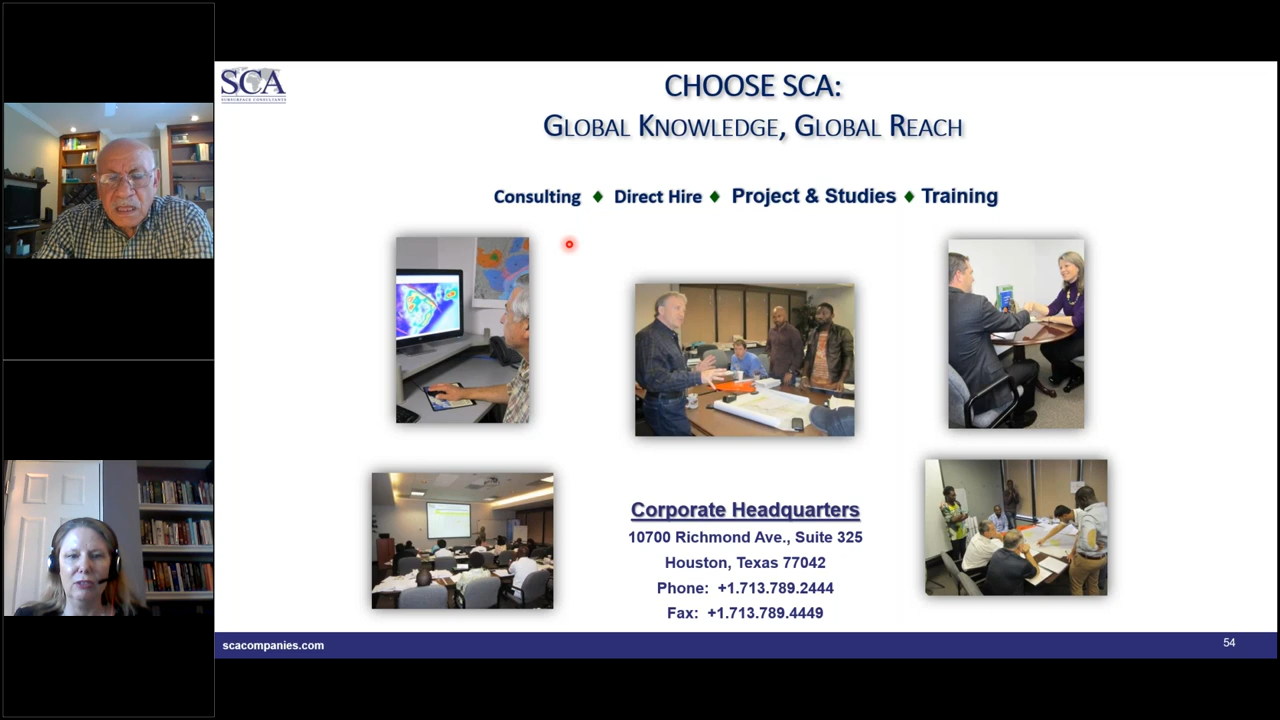 SCA
SUBSURFACE CONSULTANTS
CHOOSE SCA:
GLOBAL KNOWLEDGE, GLOBAL REACH
Consulting ♦ Direct Hire ♦ Project & Studies ♦ Training
Corporate Headquarters
10700 Richmond Ave., Suite 325
Houston, Texas 77042
Phone: +1.713.789.2444
Fax: +1.713.789.4449
scacompanies.com
54